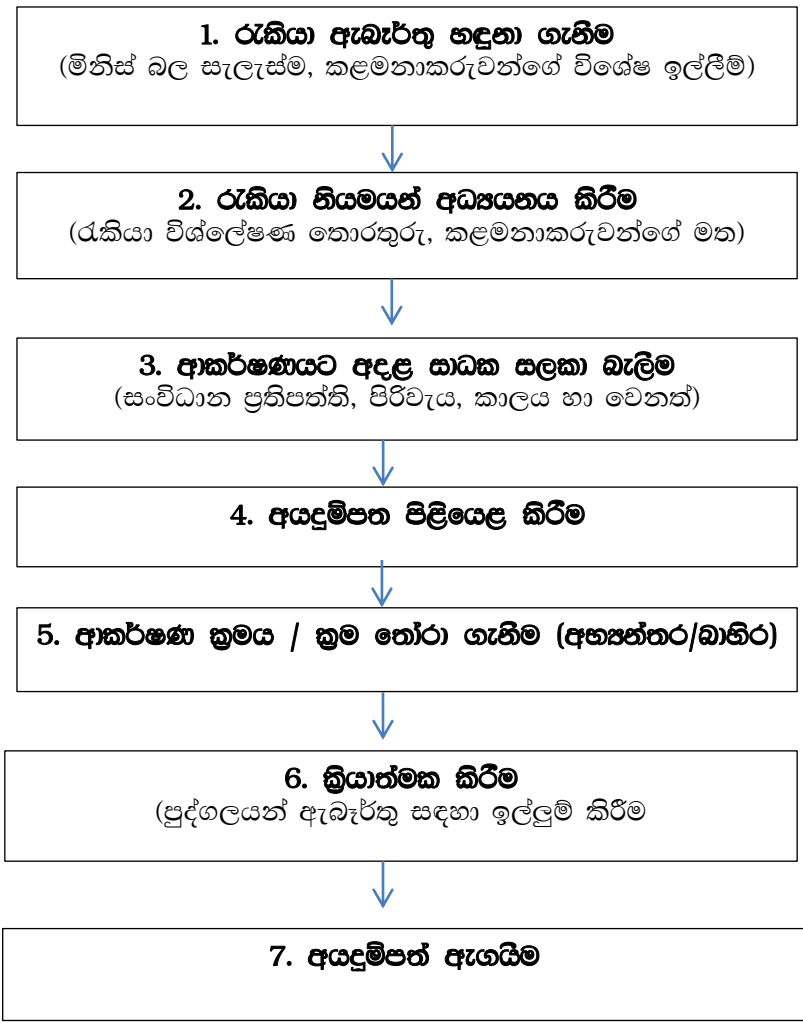 1. රැකියා ඇබෑර්තු හඳුනා ගැනීම
(මිනිස් බල සැලැස්ම, කළමනාකරුවන්ගේ විශේෂ ඉල්ලීම්)
2. රැකියා නියමයන් අධ්‍යයනය කිරීම
(රැකියා විශ්ලේෂණ තොරතුරු, කළමනාකරුවන්ගේ මත)
3. ආකර්ෂණයට අදළ සාධක සලකා බැලීම
(සංවිධාන ප්‍රතිපත්ති, පිරිවැය, කාලය හා වෙනත්)
4. අයදුම්පත පිළියෙළ කිරීම
5. ආකර්ෂණ ක්‍රමය / ක්‍රම තෝරා ගැනීම (අභ්‍යන්තර/බාහිර)
6. ක්‍රියාත්මක කිරීම
(පුද්ගලයන් ඇබෑර්තු සඳහා ඉල්ලුම් කිරීම
7. අයදුම්පත් ඇගයීම